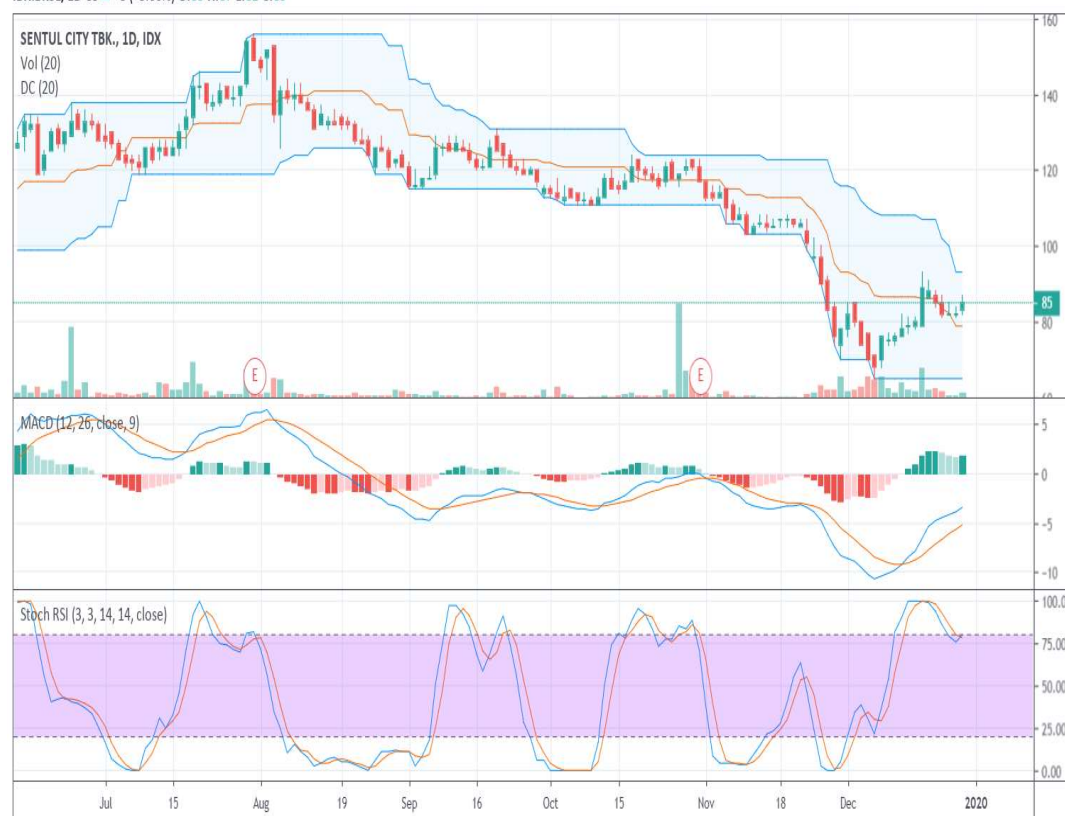 160
SENTUL CITY TBK., 1D, IDX
Vol (20)
DC (20)
140
120
100
85
80
E
E
MACD (12, 26, close, 9)
5
0
−5
−10
Stoch RSI (3, 3, 14, 14, close)
100.0
75.00
50.00
25.00
0.00
Jul 15 Aug 19 Sep 16 Oct 15 Nov 18 Dec 2020